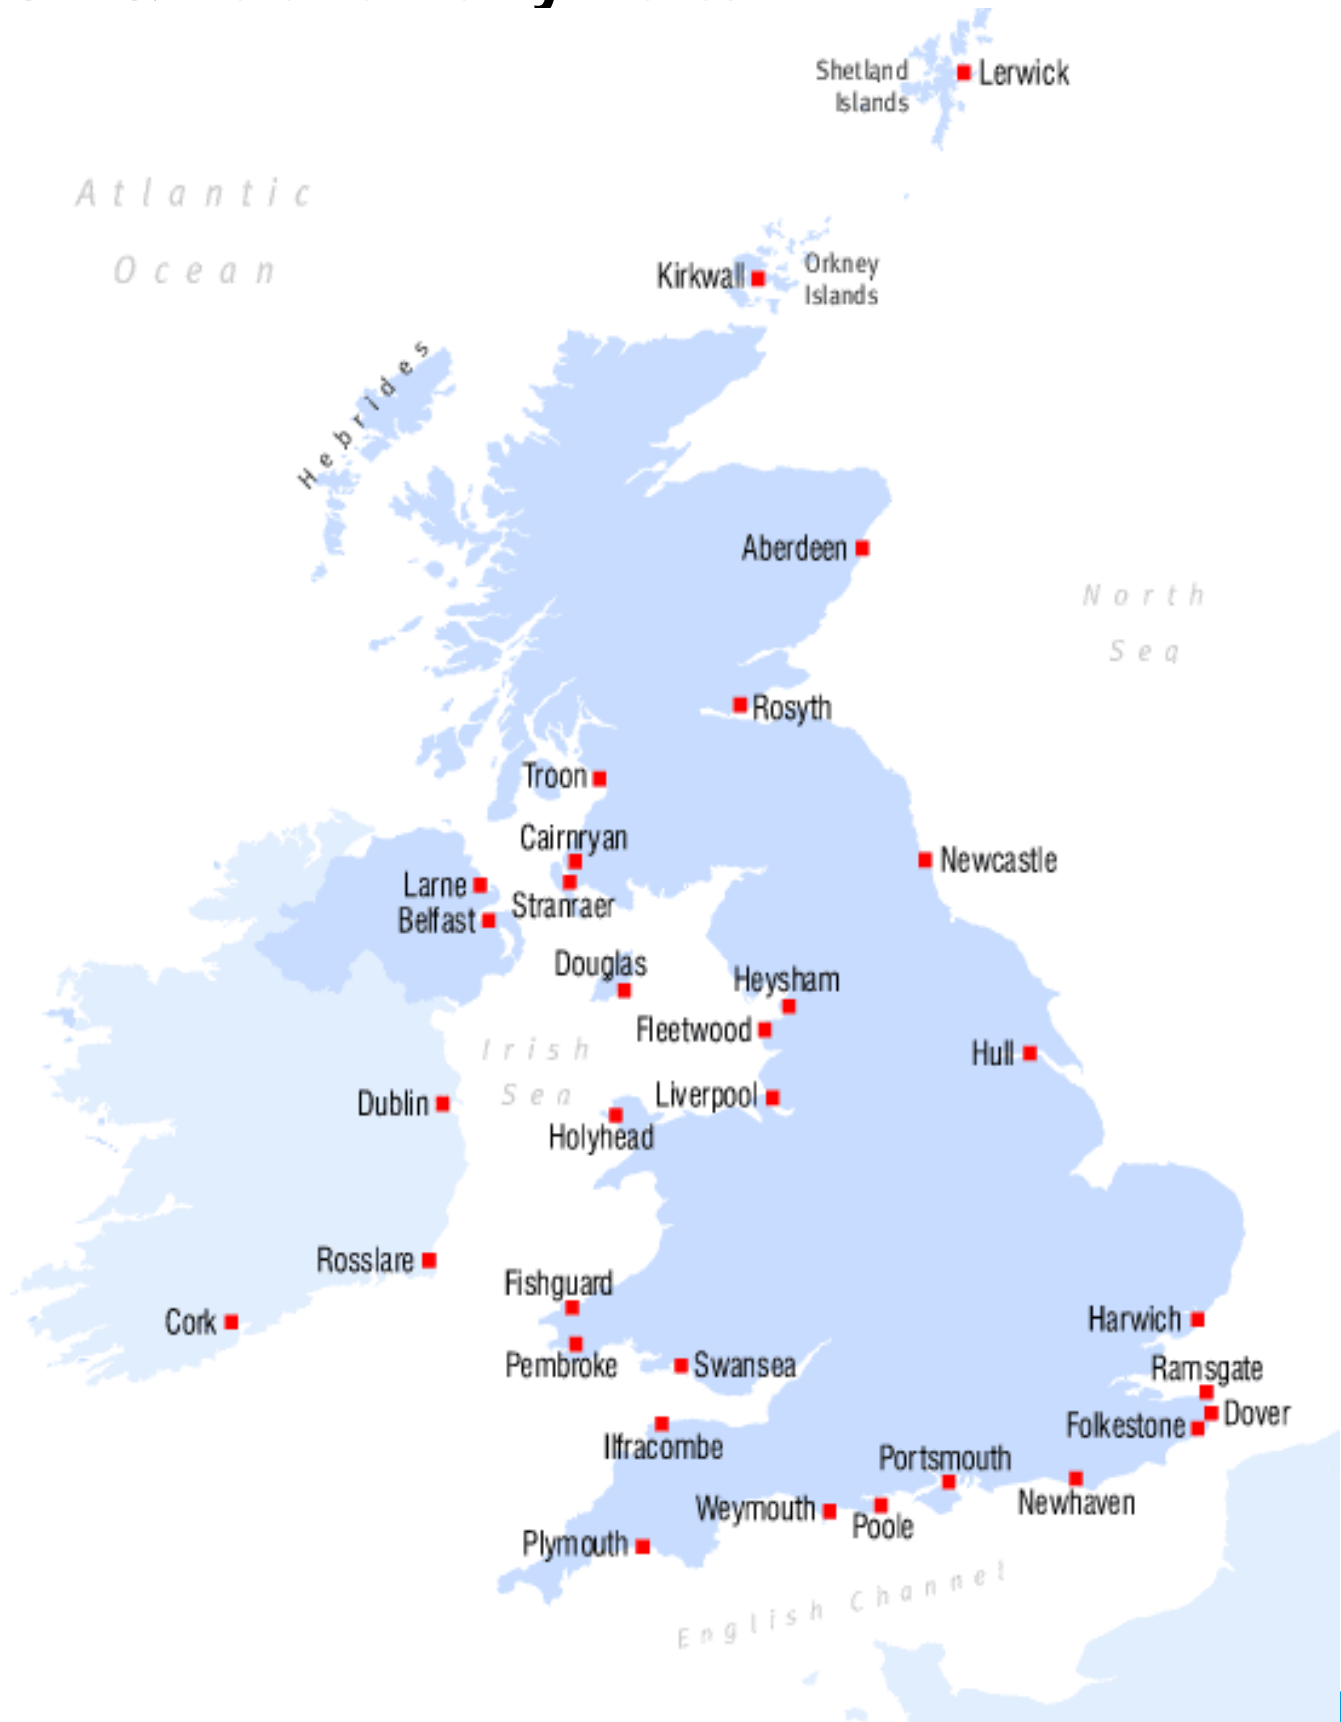 Shetland
Islands
Lerwick
Atlantic
Ocean
Kirkwall
Orkney
Islands
Hebrides
Aberdeen
North
Sea
Rosyth
Troon
Cairnryan
Newcastle
Larne
Stranraer
Belfast
Douglas
Heysham
Fleetwood
Irish
Sea
Hull
Liverpool
Dublin
Holyhead
Rosslare
Fishguard
Cork
Harwich
Pembroke
Swansea
Ramsgate
Dover
Folkestone
Ilfracombe
Portsmouth
Weymouth
Newhaven
Poole
Plymouth
English Channel